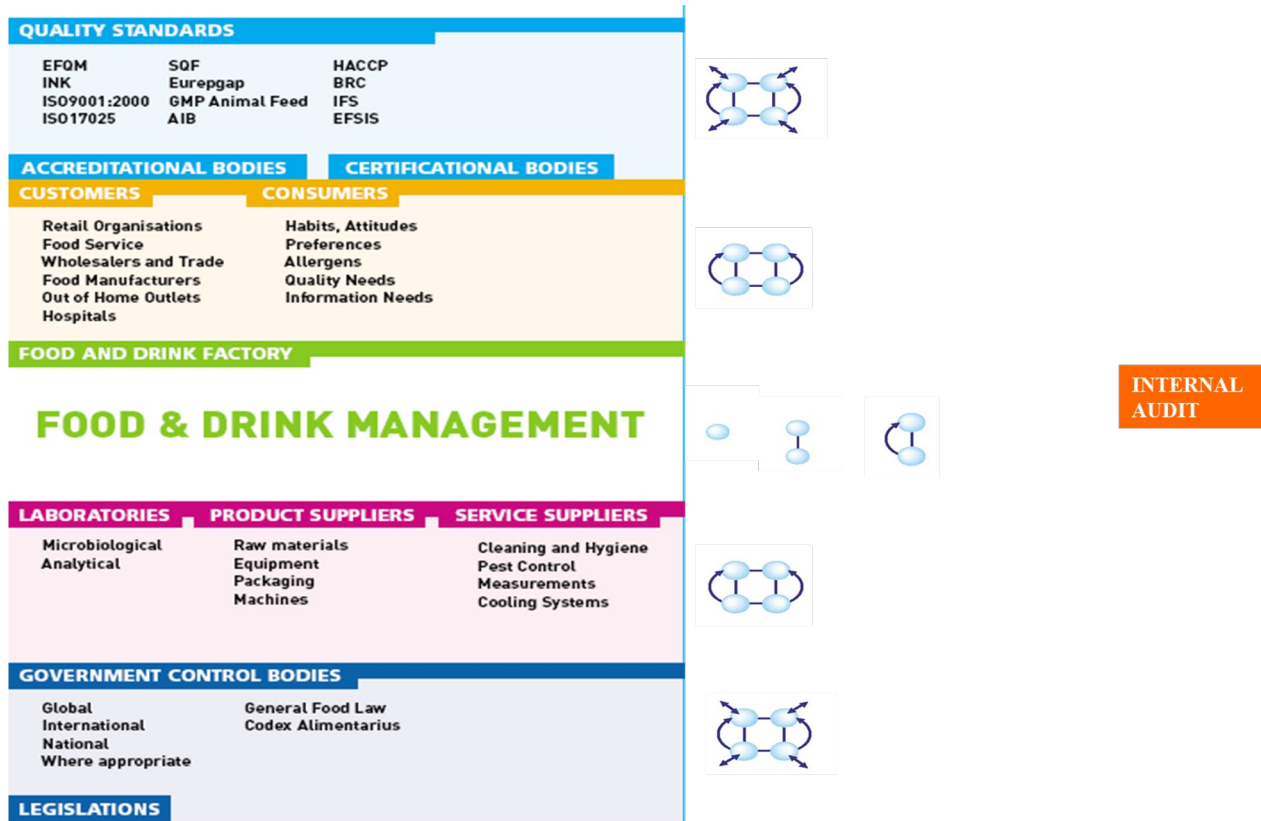 QUALITY STANDARDS
EFQM SQF HACCP
INK Eurepgap BRC
ISO9001:2000 GMP Animal Feed IFS
ISO17025 AIB EFSIS
ACCREDITATIONAL BODIES CERTIFICATIONAL BODIES
CUSTOMERS CONSUMERS
Retail Organisations Habits, Attitudes
Food Service Preferences
Wholesalers and Trade Allergens
Food Manufacturers Quality Needs
Out of Home Outlets Information Needs
Hospitals
FOOD AND DRINK FACTORY
INTERNAL
AUDIT
FOOD & DRINK MANAGEMENT
LABORATORIES PRODUCT SUPPLIERS SERVICE SUPPLIERS
Microbiological Raw materials Cleaning and Hygiene
Analytical Equipment Pest Control
Packaging Measurements
Machines Cooling Systems
GOVERNMENT CONTROL BODIES
Global General Food Law
International Codex Alimentarius
National
Where appropriate
LEGISLATIONS